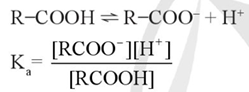 R–COOH ⇌ R–COO⁻ + H⁺
Kₐ = [RCOO⁻][H⁺] / [RCOOH]